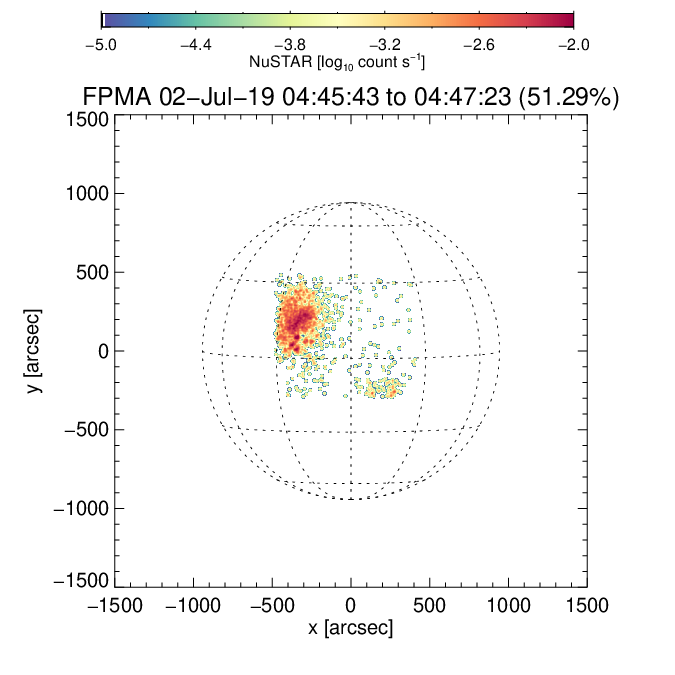 −5.0 −4.4 −3.8 −3.2 −2.6 −2.0
NuSTAR [log₁₀ count s⁻¹]
FPMA 02−Jul−19 04:45:43 to 04:47:23 (51.29%)
1500
1000
500
0
−500
−1000
−1500
y [arcsec]
−1500 −1000 −500 0 500 1000 1500
x [arcsec]